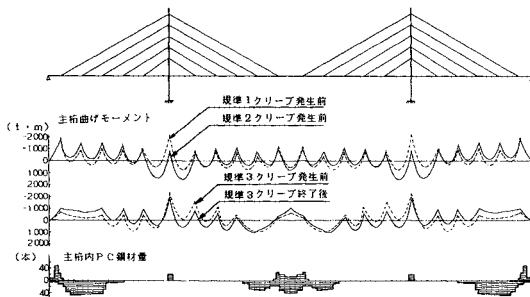 主桁曲げモーメント
(t・m)
規準1クリープ発生前
規準2クリープ発生前
-2000
-1000
0
1000
2000
規準3クリープ発生前
規準3クリープ終了後
-2000
-1000
0
1000
2000
(本)
主桁内PC鋼材量
40
0
40